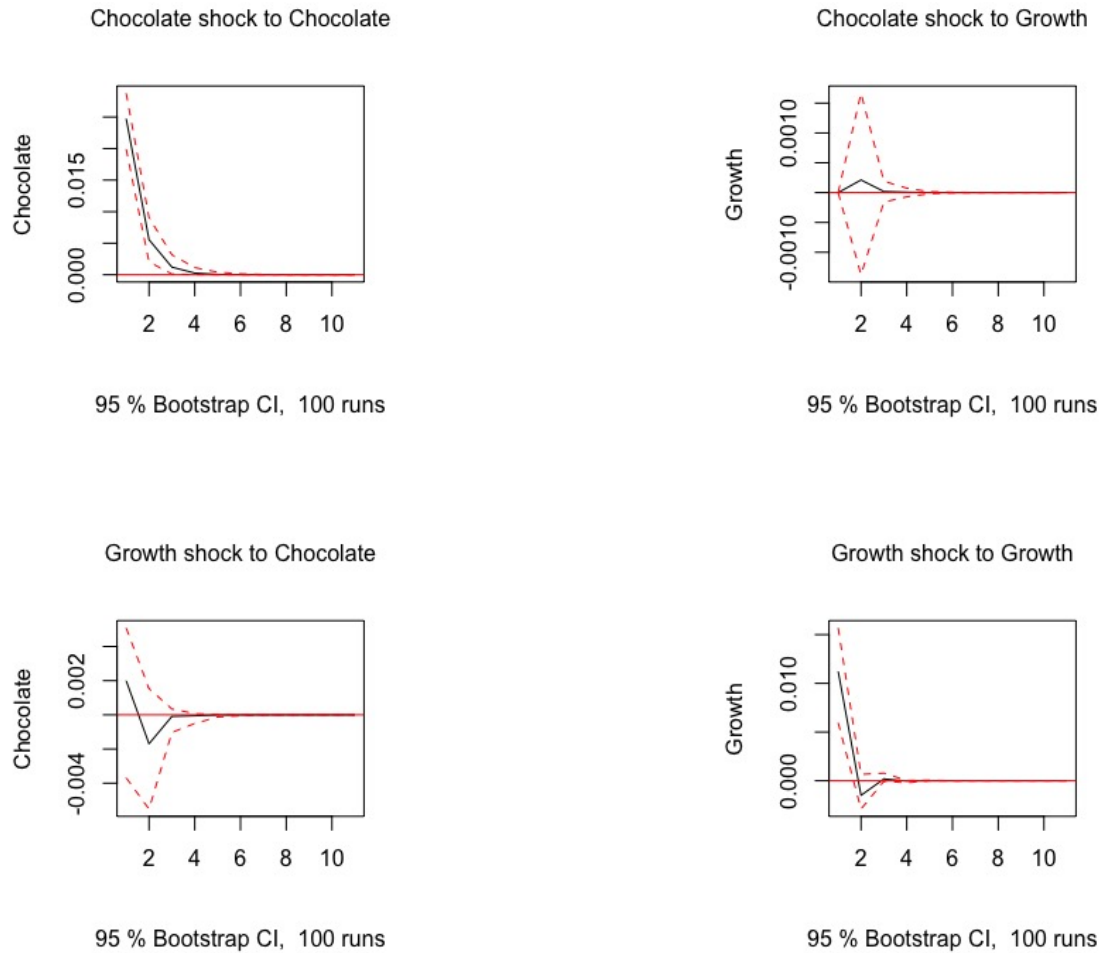 Chocolate shock to Chocolate
Chocolate
0.000 0.015
2 4 6 8 10
95 % Bootstrap CI,  100 runs
Chocolate shock to Growth
Growth
-0.0010 0.0010
2 4 6 8 10
95 % Bootstrap CI,  100 runs
Growth shock to Chocolate
Chocolate
-0.004 0.002
2 4 6 8 10
95 % Bootstrap CI,  100 runs
Growth shock to Growth
Growth
0.000 0.010
2 4 6 8 10
95 % Bootstrap CI,  100 runs